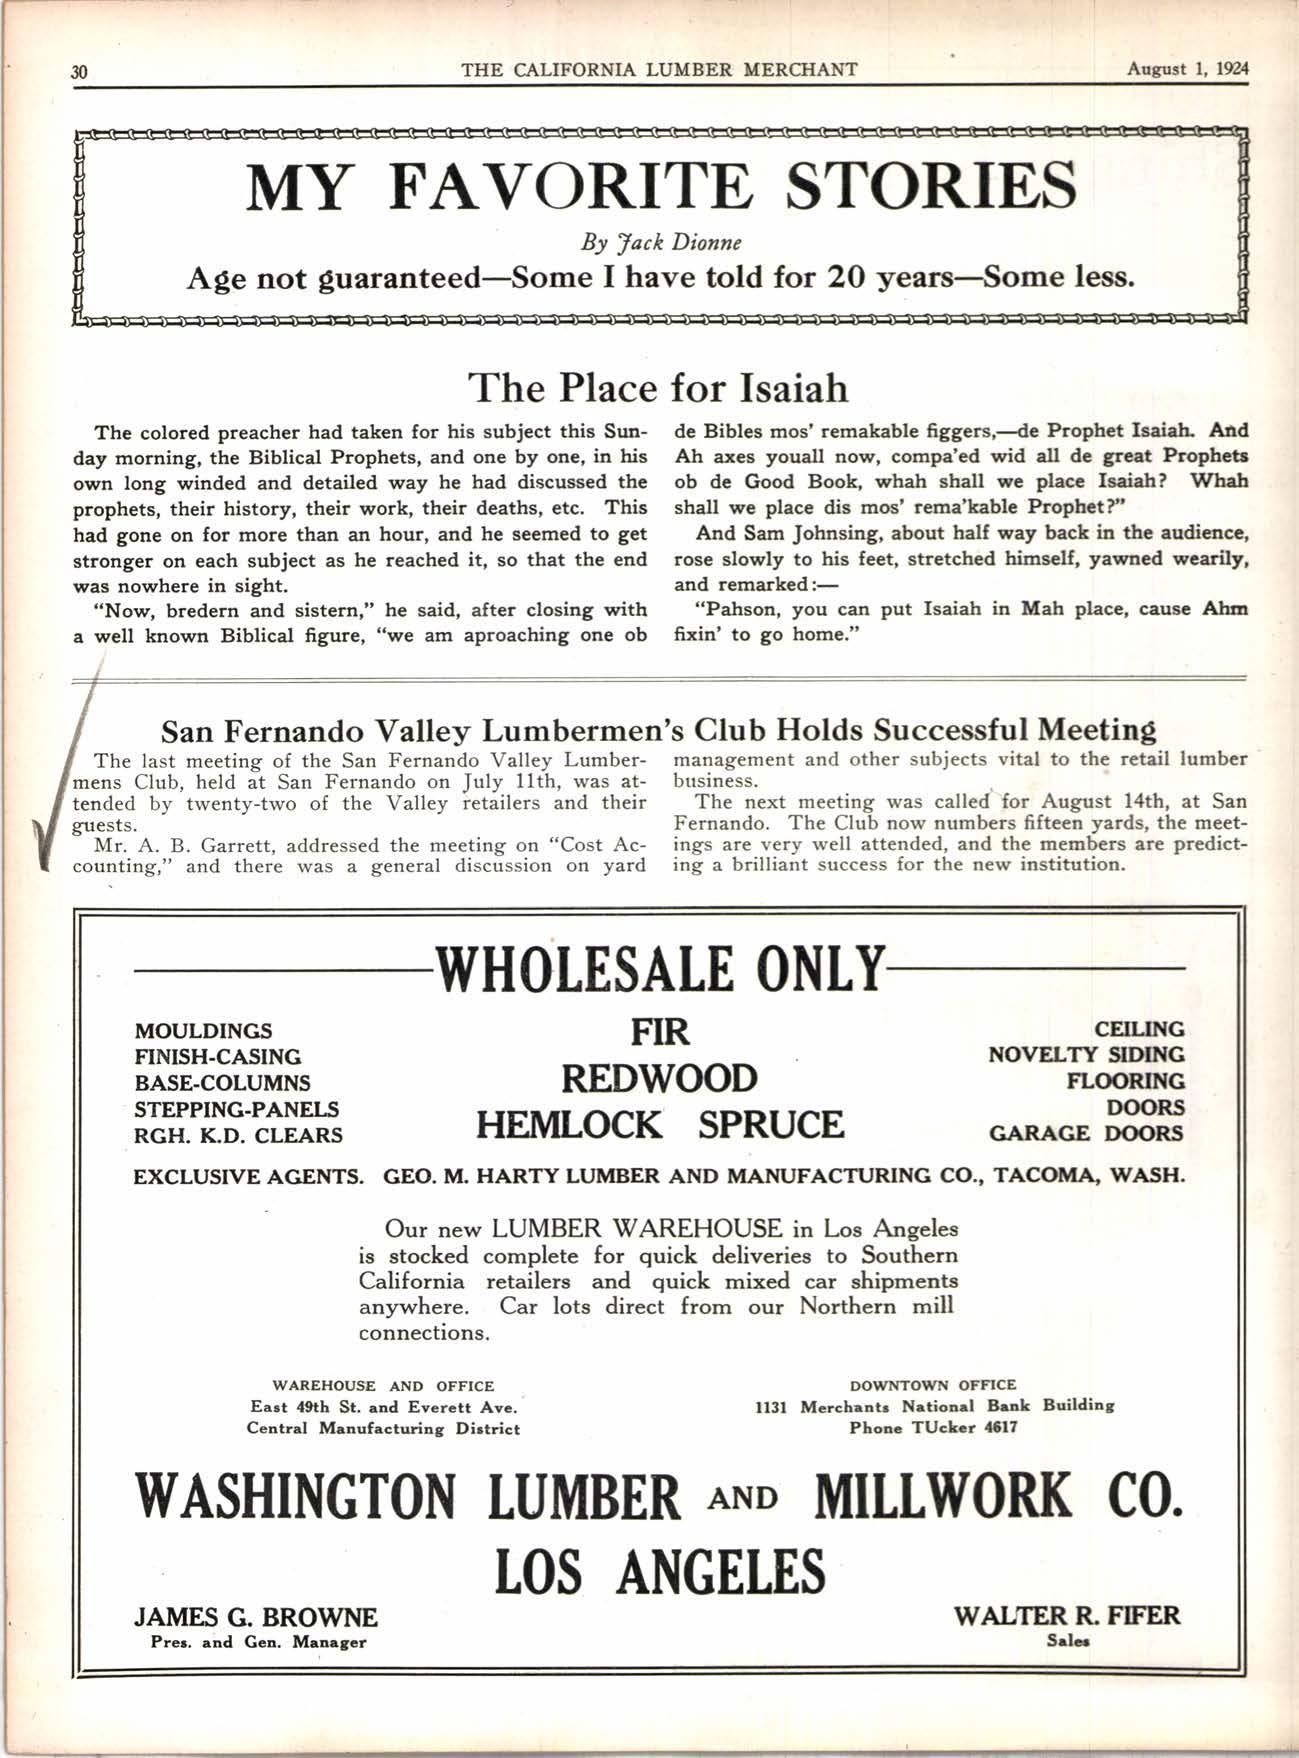 30
THE CALIFORNIA LUMBER MERCHANT
August 1, 1924
MY FAVORITE STORIES
By Jack Dionne
Age not guaranteed—Some I have told for 20 years—Some less.
The Place for Isaiah
The colored preacher had taken for his subject this Sun-
day morning, the Biblical Prophets, and one by one, in his
own long winded and detailed way he had discussed the
prophets, their history, their work, their deaths, etc. This
had gone on for more than an hour, and he seemed to get
stronger on each subject as he reached it, so that the end
was nowhere in sight.
"Now, bredern and sistern," he said, after closing with
a well known Biblical figure, "we am aproaching one ob
de Bibles mos' remakable figgers,—de Prophet Isaiah. And
Ah axes youall now, compa'ed wid all de great Prophets
ob de Good Book, whah shall we place Isaiah? Whah
shall we place dis mos' rema'kable Prophet?"
And Sam Johnsing, about half way back in the audience,
rose slowly to his feet, stretched himself, yawned wearily,
and remarked:—
"Pahson, you can put Isaiah in Mah place, cause Ahm
fixin' to go home."
San Fernando Valley Lumbermen's Club Holds Successful Meeting
The last meeting of the San Fernando Valley Lumber-
mens Club, held at San Fernando on July 11th, was at-
tended by twenty-two of the Valley retailers and their
guests.
Mr. A. B. Garrett, addressed the meeting on "Cost Ac-
counting," and there was a general discussion on yard
management and other subjects vital to the retail lumber
business.
The next meeting was called for August 14th, at San
Fernando. The Club now numbers fifteen yards, the meet-
ings are very well attended, and the members are predict-
ing a brilliant success for the new institution.
WHOLESALE ONLY
MOULDINGS
FINISH-CASING
BASE-COLUMNS
STEPPING-PANELS
RGH. K.D. CLEARS
FIR
REDWOOD
HEMLOCK SPRUCE
CEILING
NOVELTY SIDING
FLOORING
DOORS
GARAGE DOORS
EXCLUSIVE AGENTS. GEO. M. HARTY LUMBER AND MANUFACTURING CO., TACOMA, WASH.
Our new LUMBER WAREHOUSE in Los Angeles
is stocked complete for quick deliveries to Southern
California retailers and quick mixed car shipments
anywhere. Car lots direct from our Northern mill
connections.
WAREHOUSE AND OFFICE
East 49th St. and Everett Ave.
Central Manufacturing District
DOWNTOWN OFFICE
1131 Merchants National Bank Building
Phone TUcker 4617
WASHINGTON LUMBER AND MILLWORK CO.
LOS ANGELES
JAMES G. BROWNE
Pres. and Gen. Manager
WALTER R. FIFER
Sales